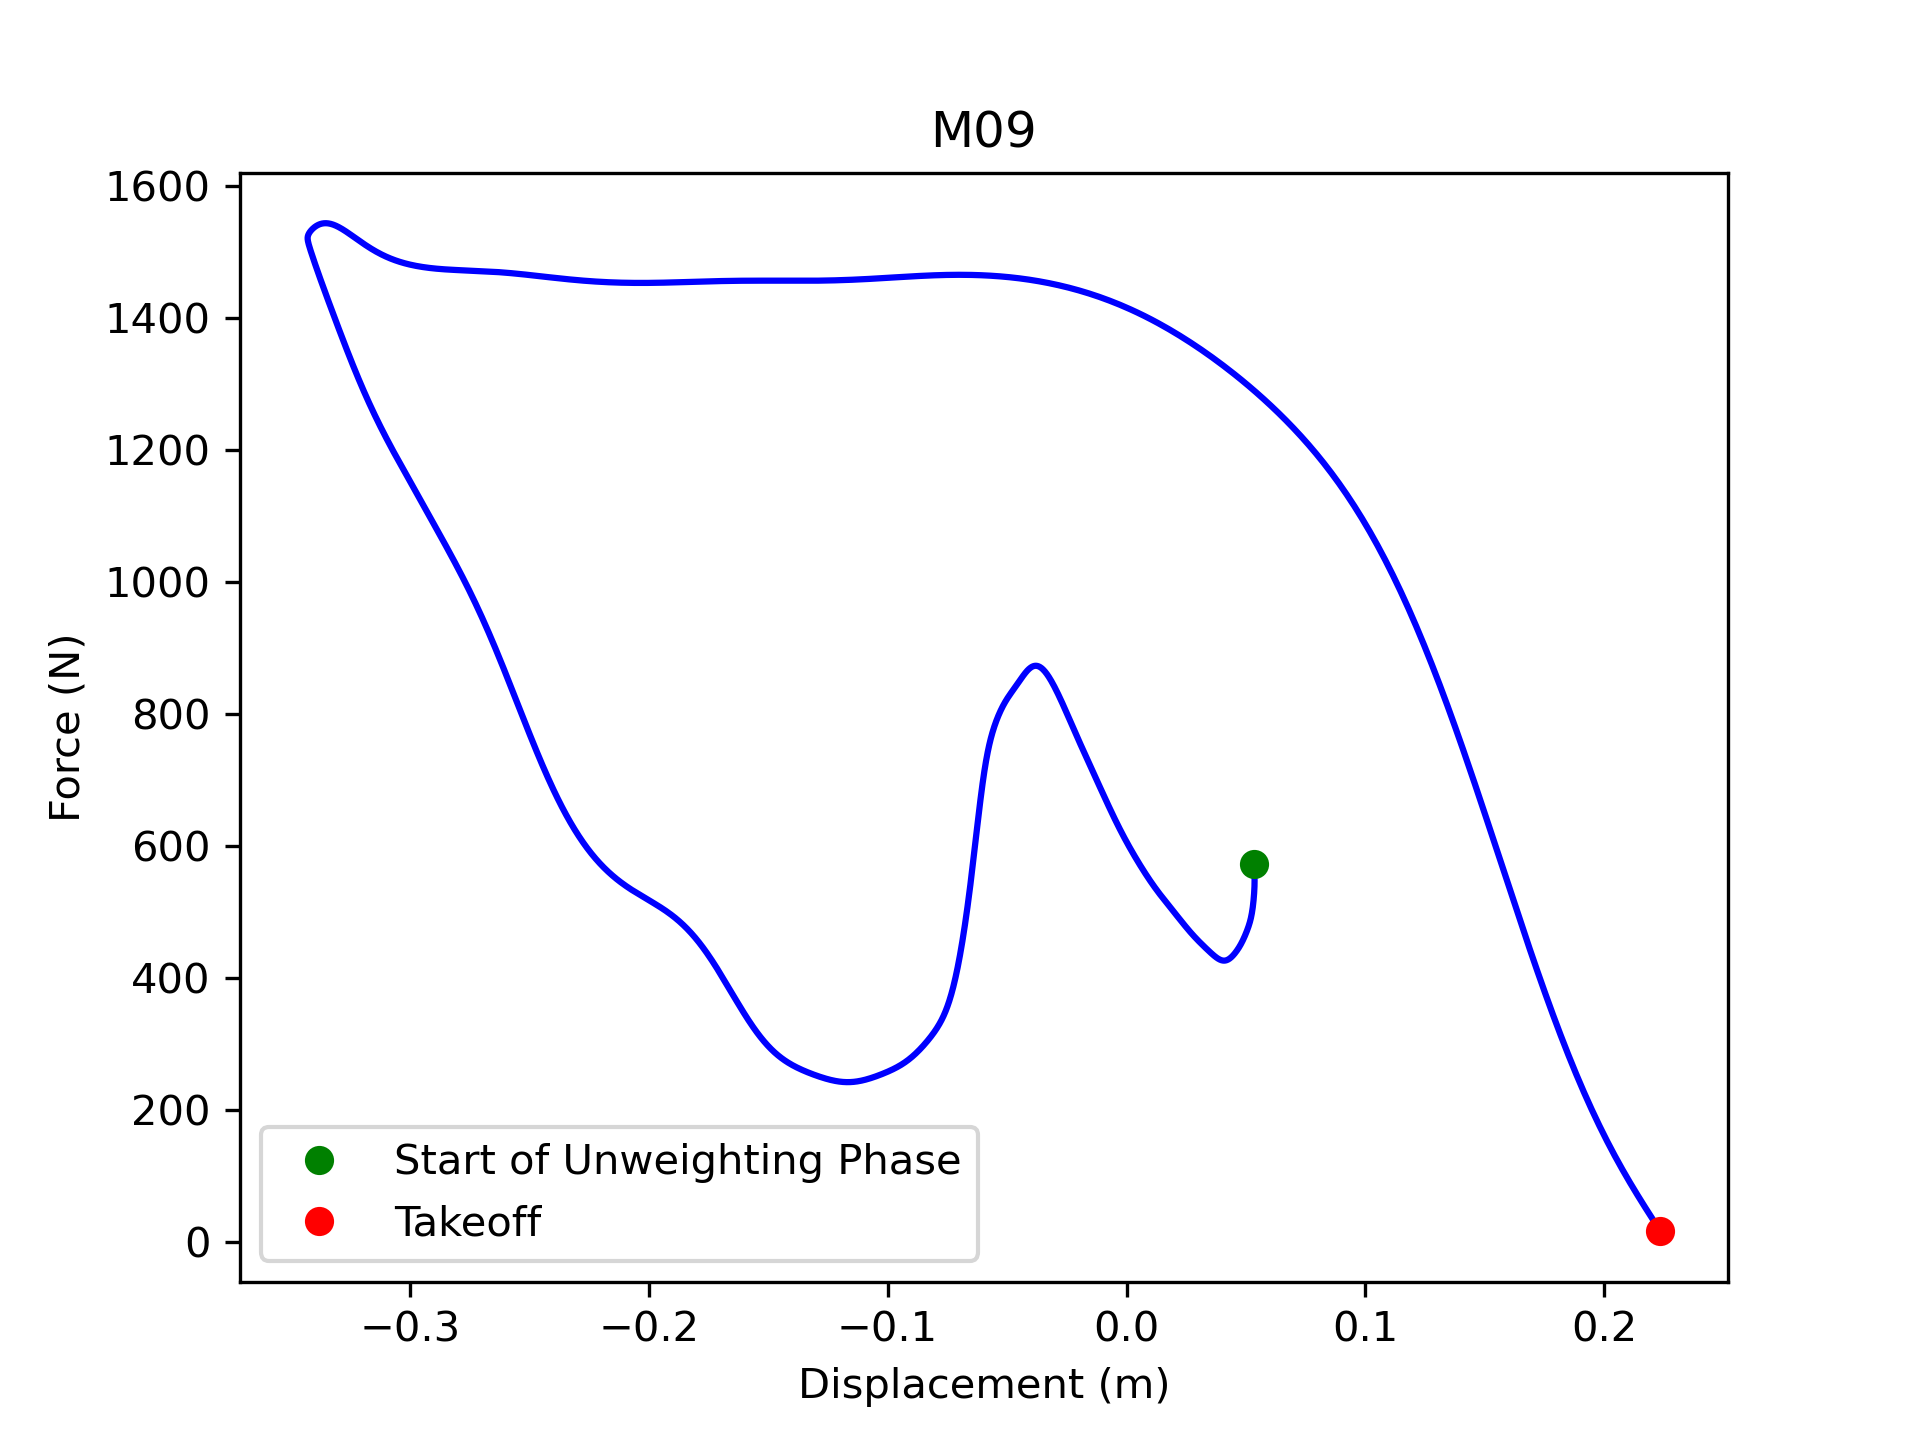 M09
1600
1400
1200
1000
800
600
400
200
0
Force (N)
Start of Unweighting Phase
Takeoff
−0.3 −0.2 −0.1 0.0 0.1 0.2
Displacement (m)